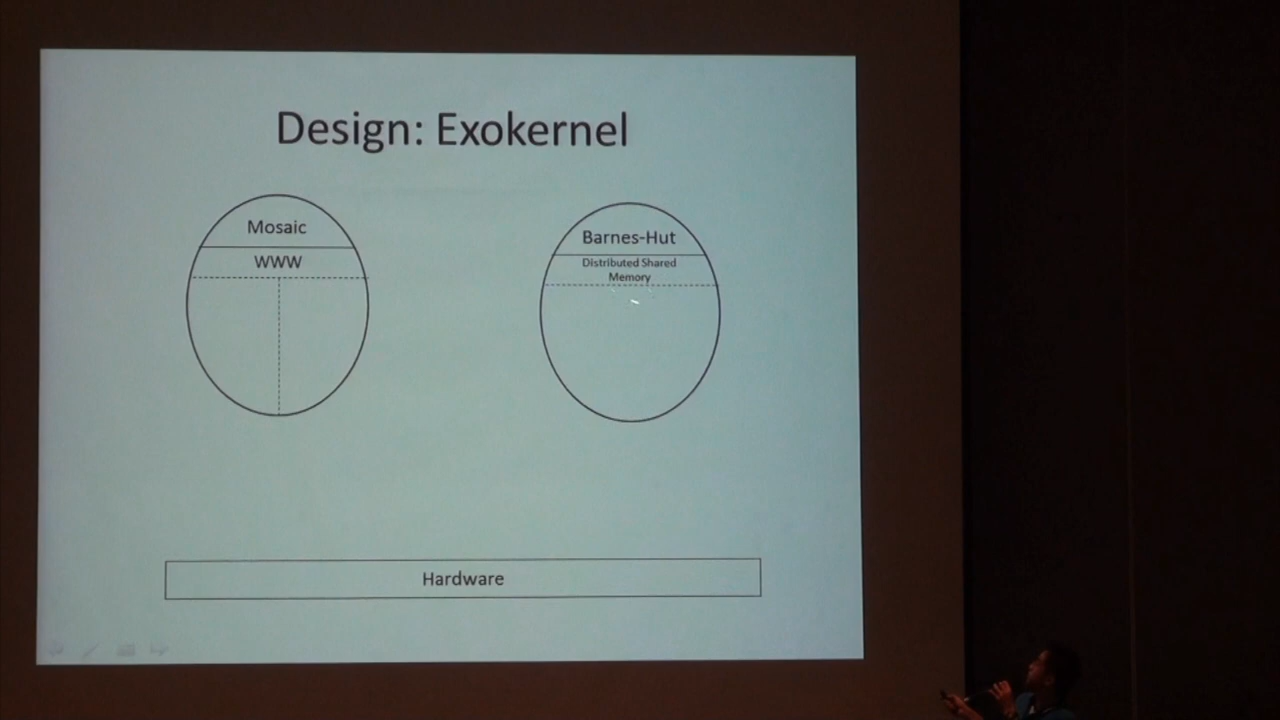 Design: Exokernel
Mosaic
WWW
Barnes-Hut
Distributed Shared
Memory
Hardware